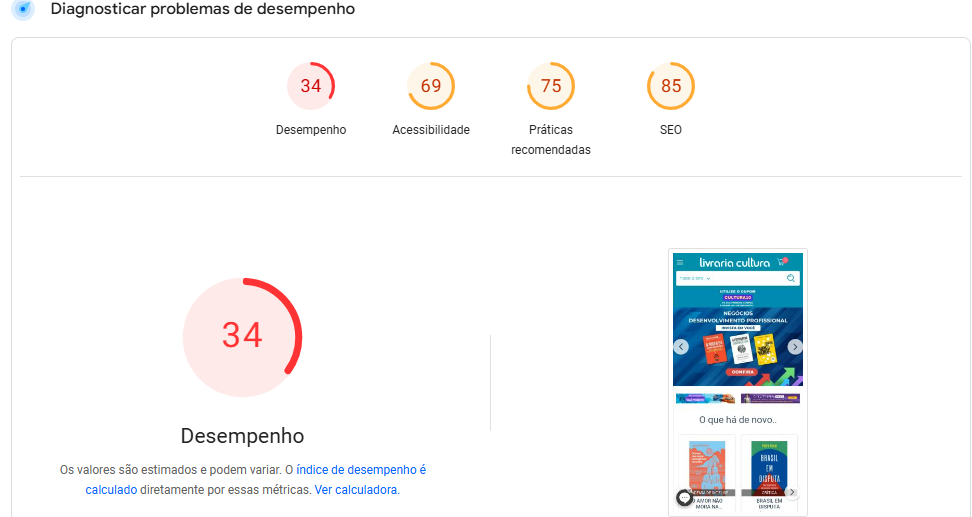 Diagnosticar problemas de desempenho
34
69
75
85
Desempenho
Acessibilidade
Práticas
recomendadas
SEO
34
Desempenho
Os valores são estimados e podem variar. O índice de desempenho é
calculado diretamente por essas métricas. Ver calculadora.
livraria cultura
UTILIZE O CUPOM
CULTURA10
NEGÓCIOS
DESENVOLVIMENTO PROFISSIONAL
INVISTA EM VOCÊ
CONFIRA
O que há de novo..
BRASIL
EM
DISPUTA
CRÍTICA
O AMOR NÃO
MORA NA...
BRASIL EM
DISPUTA